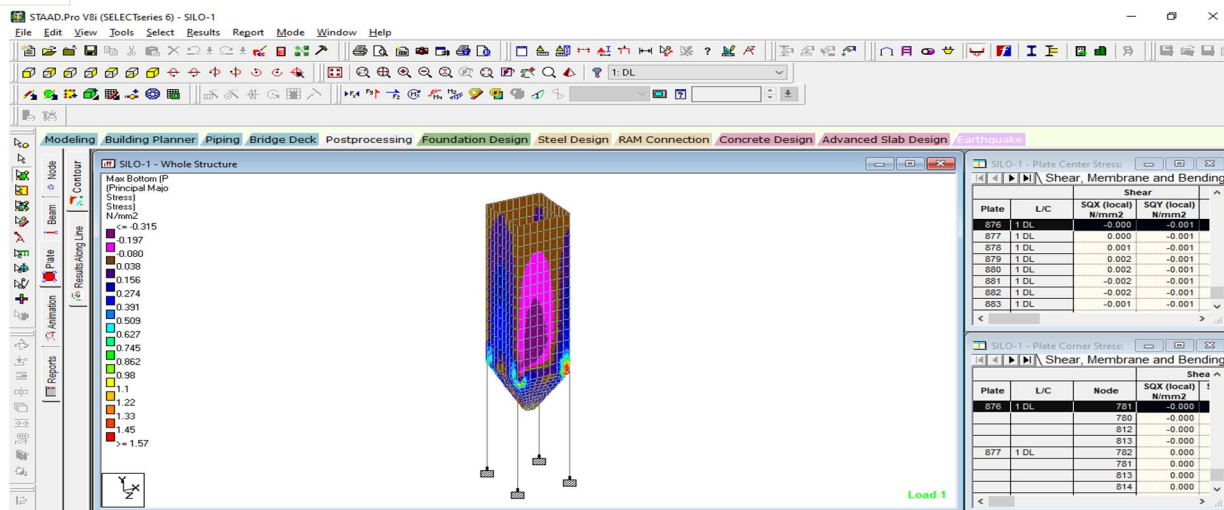 STAAD.Pro V8i (SELECTseries 6) - SILO-1
File Edit View Tools Select Results Report Mode Window Help
1: DL
Modeling Building Planner Piping Bridge Deck Postprocessing Foundation Design Steel Design RAM Connection Concrete Design Advanced Slab Design Earthquake
Node
Beam
Plate
Animation
Reports
Contour
Results Along Line
SILO-1 - Whole Structure
Max Bottom (P
(Principal Majo
Stress)
Stress)
N/mm2
<= -0.315
-0.197
-0.080
0.038
0.156
0.274
0.391
0.509
0.627
0.745
0.862
0.98
1.1
1.22
1.33
1.45
>= 1.57
Y
X
Z
Load 1
SILO-1 - Plate Center Stress:
Shear, Membrane and Bending
Shear
Plate L/C SQX (local) N/mm2 SQY (local) N/mm2
876 1 DL -0.000 -0.001
877 1 DL 0.000 -0.001
878 1 DL 0.001 -0.001
879 1 DL 0.002 -0.001
880 1 DL 0.002 -0.001
881 1 DL -0.002 -0.001
882 1 DL -0.002 -0.001
883 1 DL -0.001 -0.001
SILO-1 - Plate Corner Stress:
Shear, Membrane and Bending
Shea
Plate L/C Node SQX (local) N/mm2
876 1 DL 781 -0.000
780 -0.000
812 -0.000
813 -0.000
877 1 DL 782 0.000
781 0.000
813 0.000
814 0.000